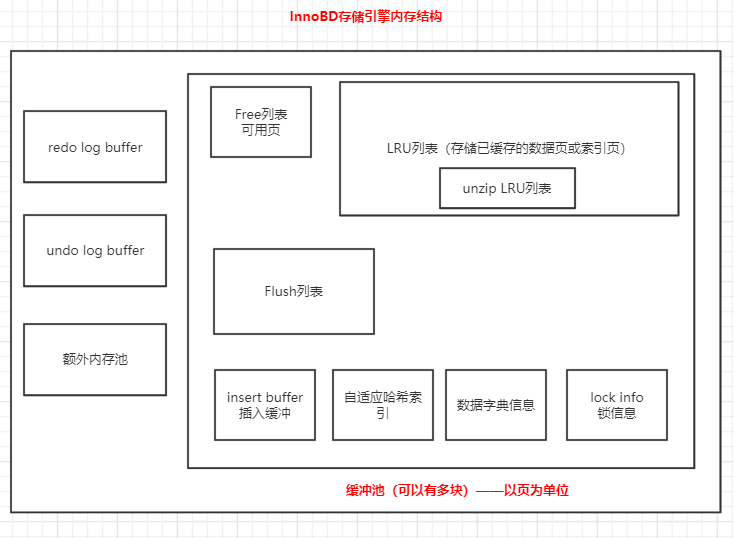 InnoBD存储引擎内存结构
redo log buffer
undo log buffer
额外内存池
Free列表
可用页
LRU列表（存储已缓存的数据页或索引页）
unzip LRU列表
Flush列表
insert buffer
插入缓冲
自适应哈希索
引
数据字典信息
lock info
锁信息
缓冲池（可以有多块）——以页为单位